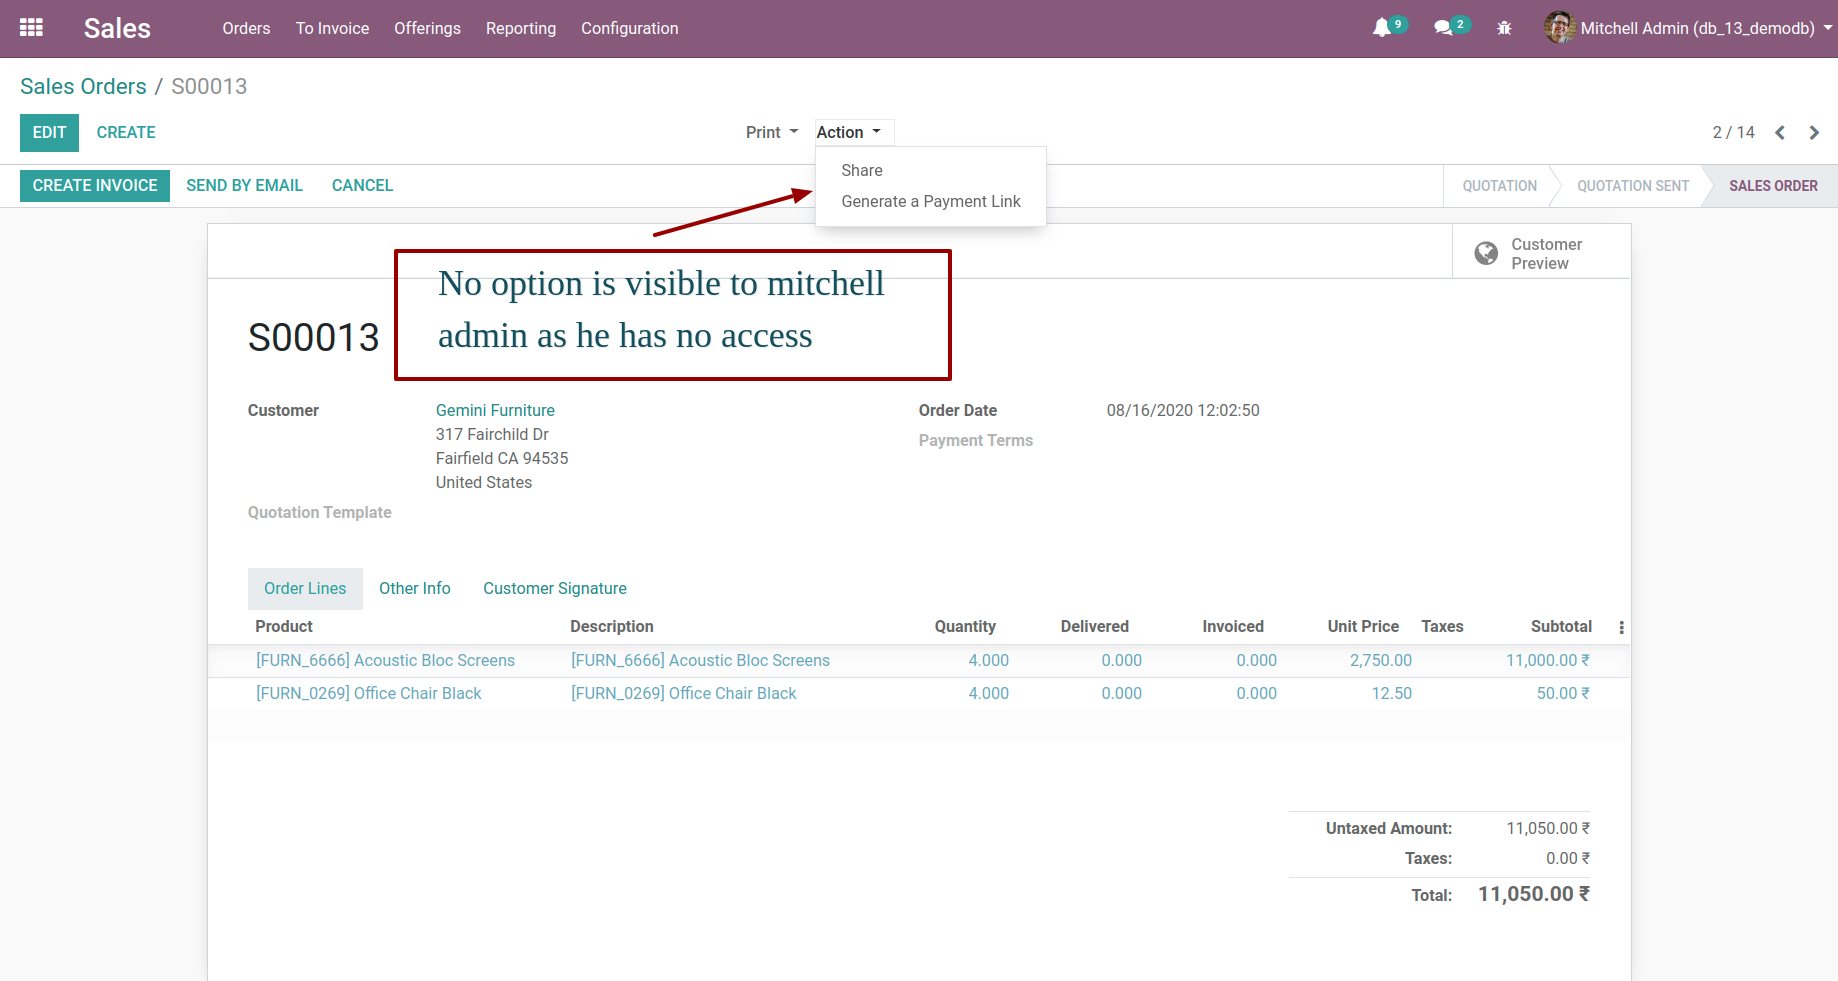 Sales Orders To Invoice Offerings Reporting Configuration 9 2 Mitchell Admin (db_13_demodb)
Sales Orders / S00013
EDIT CREATE Print Action 2 / 14
Share
Generate a Payment Link
CREATE INVOICE SEND BY EMAIL CANCEL QUOTATION QUOTATION SENT SALES ORDER
Customer
Preview
No option is visible to mitchell
admin as he has no access
S00013
Customer Gemini Furniture Order Date 08/16/2020 12:02:50
317 Fairchild Dr Payment Terms
Fairfield CA 94535
United States
Quotation Template
Order Lines Other Info Customer Signature
Product Description Quantity Delivered Invoiced Unit Price Taxes Subtotal
[FURN_6666] Acoustic Bloc Screens [FURN_6666] Acoustic Bloc Screens 4.000 0.000 0.000 2,750.00 11,000.00 ₹
[FURN_0269] Office Chair Black [FURN_0269] Office Chair Black 4.000 0.000 0.000 12.50 50.00 ₹
Untaxed Amount: 11,050.00 ₹
Taxes: 0.00 ₹
Total: 11,050.00 ₹